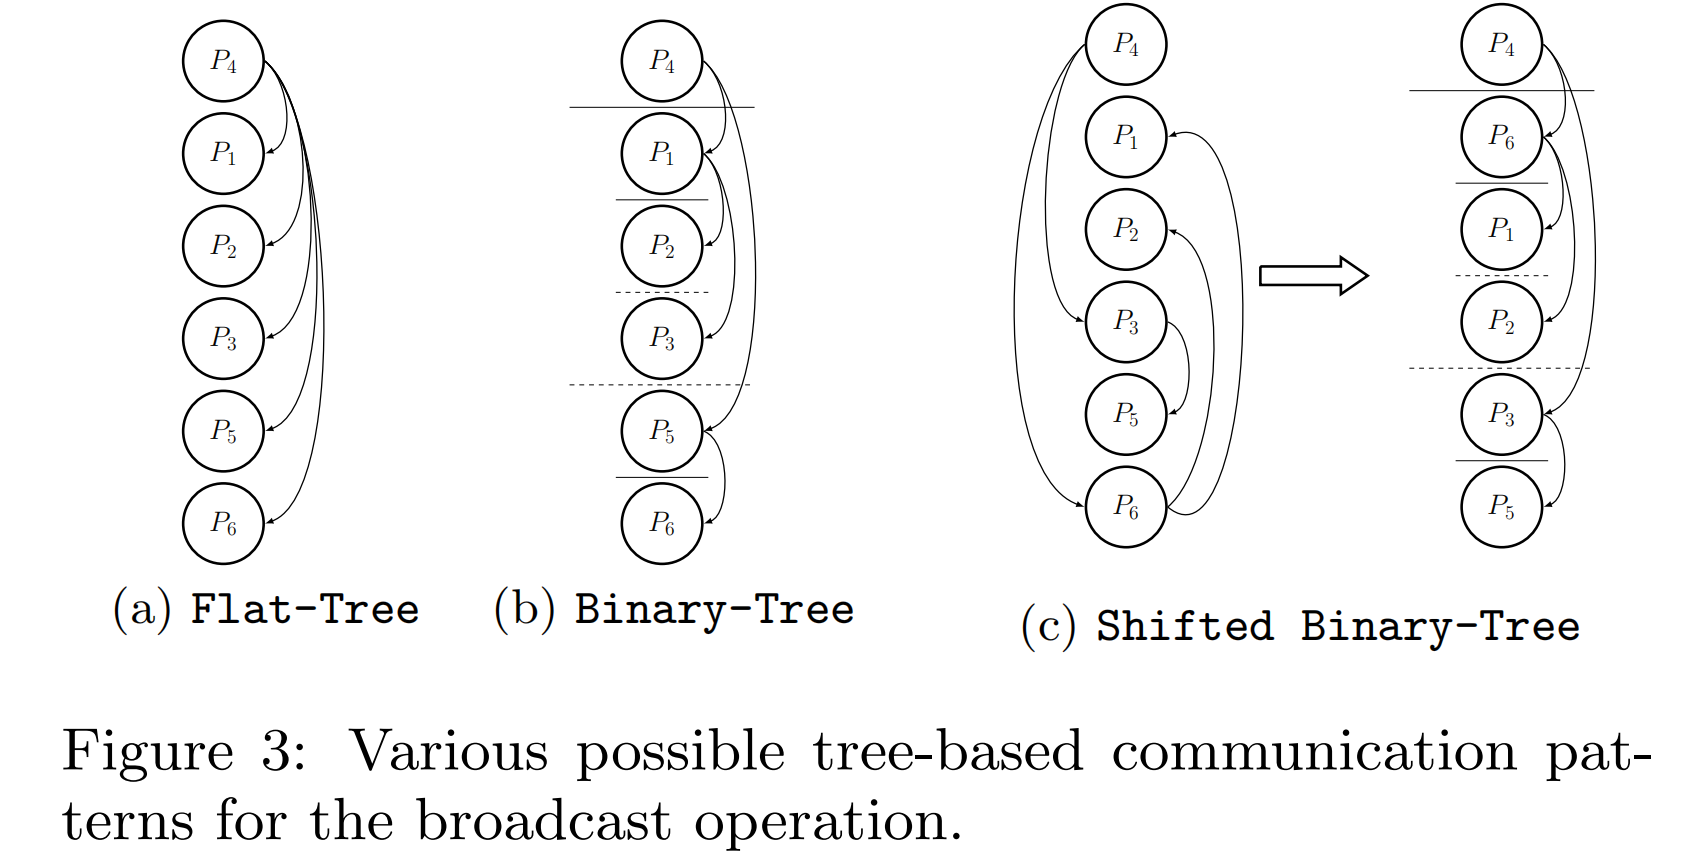 P4
P1
P2
P3
P5
P6
(a) Flat-Tree
P4
P1
P2
P3
P5
P6
(b) Binary-Tree
P4
P1
P2
P3
P5
P6
P4
P6
P1
P2
P3
P5
(c) Shifted Binary-Tree
Figure 3: Various possible tree-based communication pat-
terns for the broadcast operation.